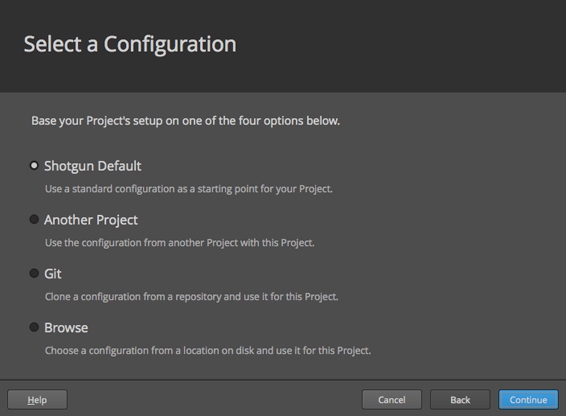 Select a Configuration
Base your Project's setup on one of the four options below.
Shotgun Default
Use a standard configuration as a starting point for your Project.
Another Project
Use the configuration from another Project with this Project.
Git
Clone a configuration from a repository and use it for this Project.
Browse
Choose a configuration from a location on disk and use it for this Project.
Help
Cancel
Back
Continue